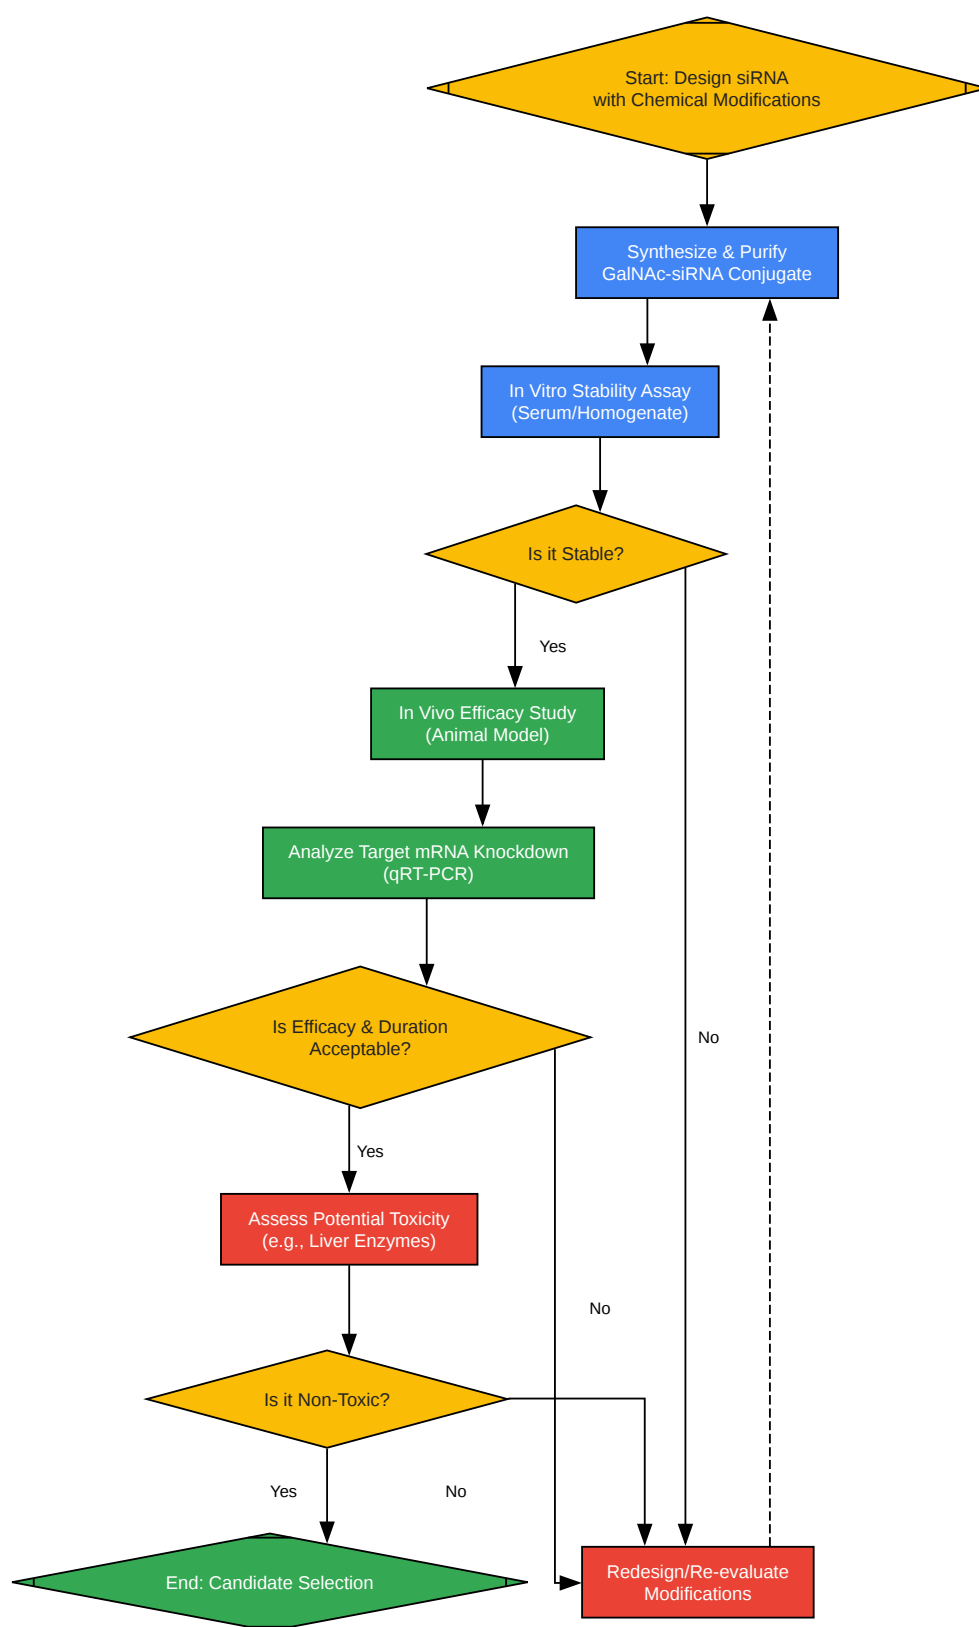 Start: Design siRNA
with Chemical Modifications
Synthesize & Purify
GalNAc-siRNA Conjugate
In Vitro Stability Assay
(Serum/Homogenate)
Is it Stable?
Yes
In Vivo Efficacy Study
(Animal Model)
Analyze Target mRNA Knockdown
(qRT-PCR)
Is Efficacy & Duration
Acceptable?
No
Yes
Assess Potential Toxicity
(e.g., Liver Enzymes)
No
Is it Non-Toxic?
Yes
No
End: Candidate Selection
Redesign/Re-evaluate
Modifications